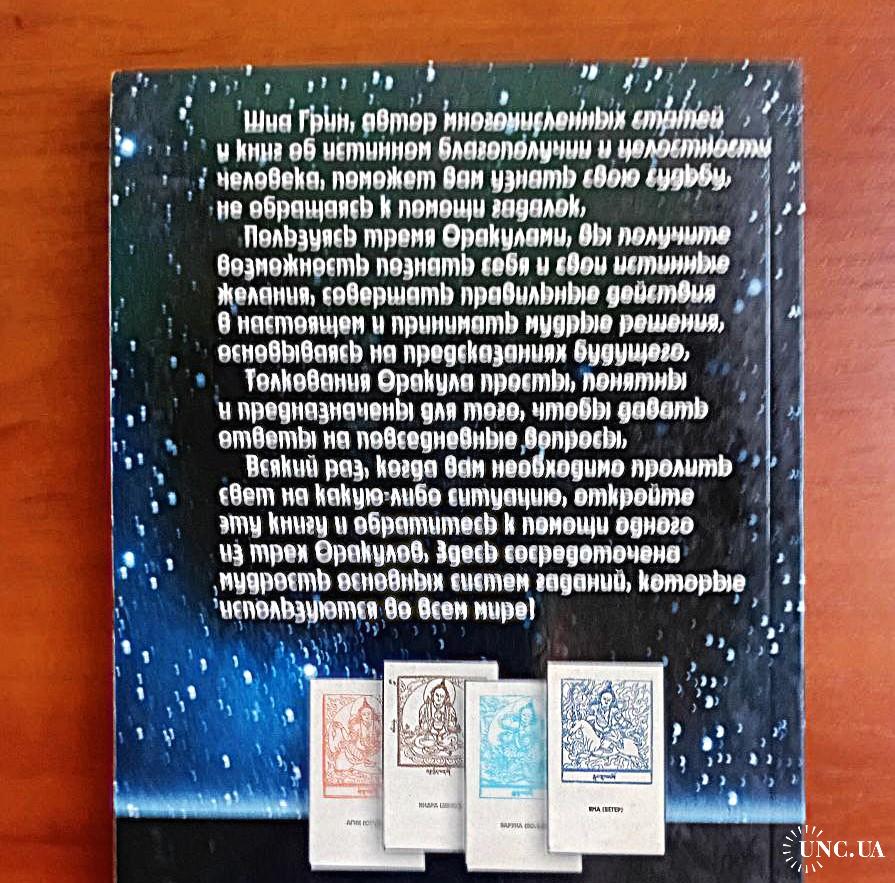 Шиа Грин, автор многочисленных статей
и книг об истинном благополучии и целостности
человека, поможет вам узнать свою судьбу,
не обращаясь к помощи гадалок.
Пользуясь тремя Оракулами, вы получите
возможность познать себя и свои истинные
желания, совершать правильные действия
в настоящем и принимать мудрые решения,
основываясь на предсказаниях будущего.
Толкования Оракула просты, понятны
и предназначены для того, чтобы давать
ответы на повседневные вопросы.
Всякий раз, когда вам необходимо пролить
свет на какую-либо ситуацию, откройте
эту книгу и обратитесь к помощи одного
из трех Оракулов. Здесь сосредоточена
мудрость основных систем гаданий, которые
используются во всем мире!
ЯМА (ВЕТЕР)
UNC.UA